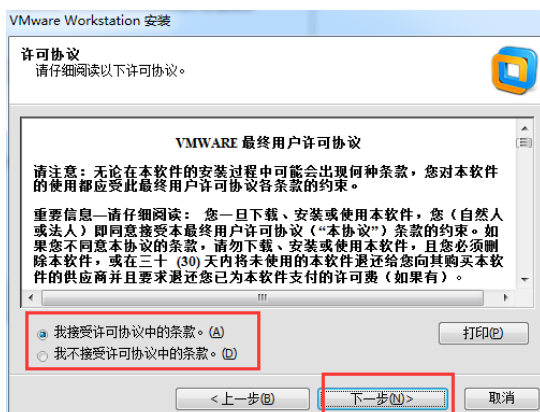 VMware Workstation 安装
许可协议
请仔细阅读以下许可协议。
VMWARE 最终用户许可协议
请注意：无论在本软件的安装过程中可能会出现何种条款，您对本软件
的使用都应受此最终用户许可协议各条款的约束。
重要信息—请仔细阅读： 您一旦下载、安装或使用本软件，您（自然人
或法人）即同意接受本最终用户许可协议（“本协议”）条款的约束。如
果您不同意本协议的条款，请勿下载、安装或使用本软件，且您必须删
除本软件，或在三十 (30) 天内将未使用的本软件退还给您向其购买本软
件的供应商并且要求退还您已为本软件支付的许可费（如果有）。
我接受许可协议中的条款。(A)
我不接受许可协议中的条款。(D)
打印(P)
<上一步(B)
下一步(N)>
取消